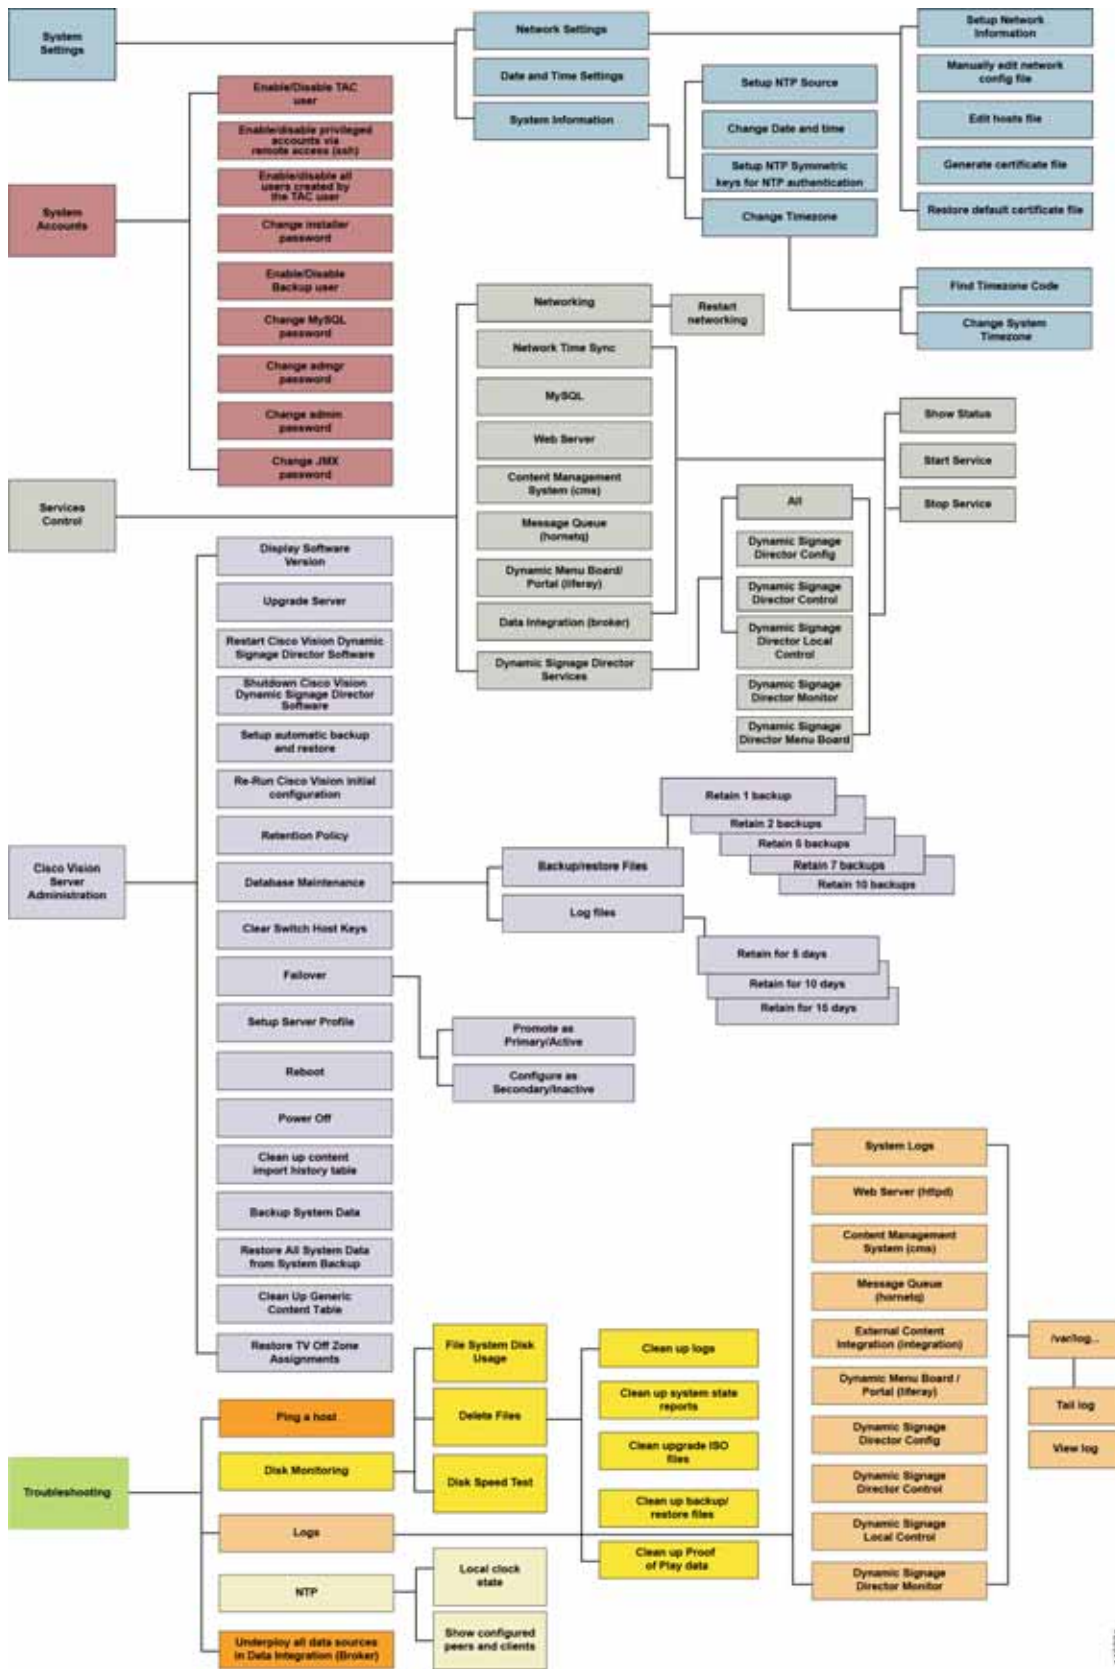 System
Settings
Network Settings
Date and Time Settings
System Information
Setup Network
Information
Manually edit network
config file
Edit hosts file
Generate certificate file
Restore default certificate file
Setup NTP Source
Change Date and time
Setup NTP Symmetric
keys for NTP authentication
Change Timezone
Find Timezone Code
Change System
Timezone
System
Accounts
Enable/Disable TAC
user
Enable/disable privileged
accounts via
remote access (ssh)
Enable/disable all
users created by
the TAC user
Change installer
password
Enable/Disable
Backup user
Change MySQL
password
Change admgr
password
Change admin
password
Change JMX
password
Services
Control
Networking
Restart
networking
Network Time Sync
MySQL
Web Server
Content Management
System (cms)
Message Queue
(hornetq)
Dynamic Menu Board/
Portal (liferay)
Data Integration (broker)
Dynamic Signage Director
Services
All
Dynamic Signage
Director Config
Dynamic Signage
Director Control
Dynamic Signage
Director Local
Control
Dynamic Signage
Director Monitor
Dynamic Signage
Director Menu Board
Show Status
Start Service
Stop Service
Cisco Vision
Server
Administration
Display Software
Version
Upgrade Server
Restart Cisco Vision Dynamic
Signage Director Software
Shutdown Cisco Vision
Dynamic Signage Director
Software
Setup automatic backup
and restore
Re-Run Cisco Vision initial
configuration
Retention Policy
Database Maintenance
Clear Switch Host Keys
Failover
Setup Server Profile
Reboot
Power Off
Clean up content
import history table
Backup System Data
Restore All System Data
from System Backup
Clean Up Generic
Content Table
Restore TV Off Zone
Assignments
Backup/restore Files
Log files
Retain 1 backup
Retain 2 backups
Retain 5 backups
Retain 7 backups
Retain 10 backups
Retain for 5 days
Retain for 10 days
Retain for 15 days
Promote as
Primary/Active
Configure as
Secondary/Inactive
Troubleshooting
Ping a host
Disk Monitoring
Logs
NTP
Underploy all data sources
in Data Integration (Broker)
File System Disk
Usage
Delete Files
Disk Speed Test
Local clock
state
Show configured
peers and clients
Clean up logs
Clean up system state
reports
Clean upgrade ISO
files
Clean up backup/
restore files
Clean up Proof
of Play data
System Logs
Web Server (httpd)
Content Management
System (cms)
Message Queue
(hornetq)
External Content
Integration (integration)
Dynamic Menu Board /
Portal (liferay)
Dynamic Signage
Director Config
Dynamic Signage
Director Control
Dynamic Signage
Local Control
Dynamic Signage
Director Monitor
/var/log...
Tail log
View log